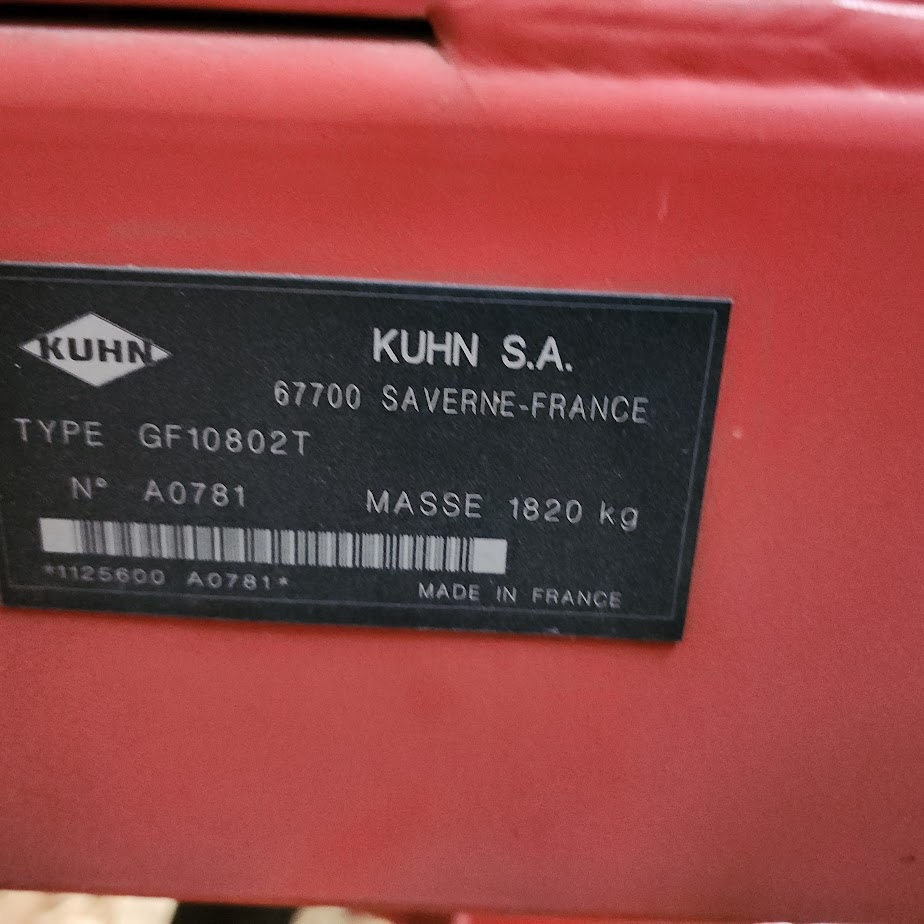 KUHN
KUHN S.A.
67700 SAVERNE-FRANCE
TYPE GF10802T
N° A0781 MASSE 1820 kg
*1125600 A0781*
MADE IN FRANCE